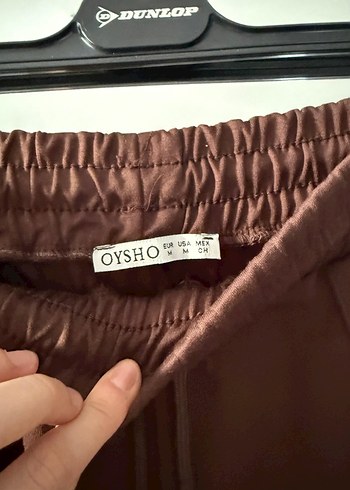 DUNLOP
OYSHO
EUR USA MEX
M M CH